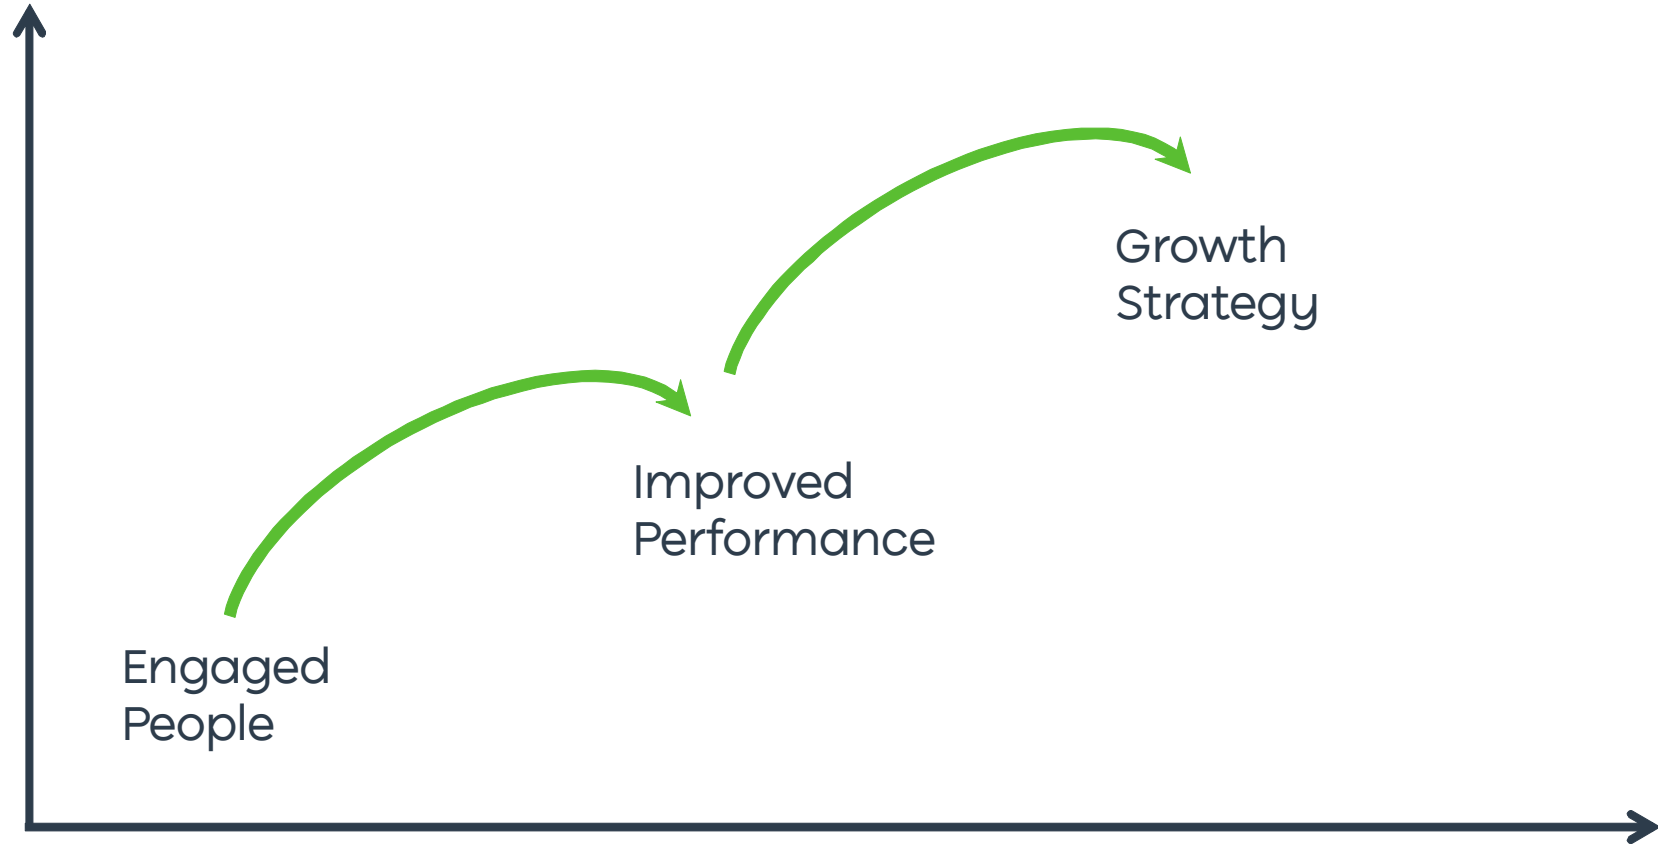 Growth
Strategy
Improved
Performance
Engaged
People